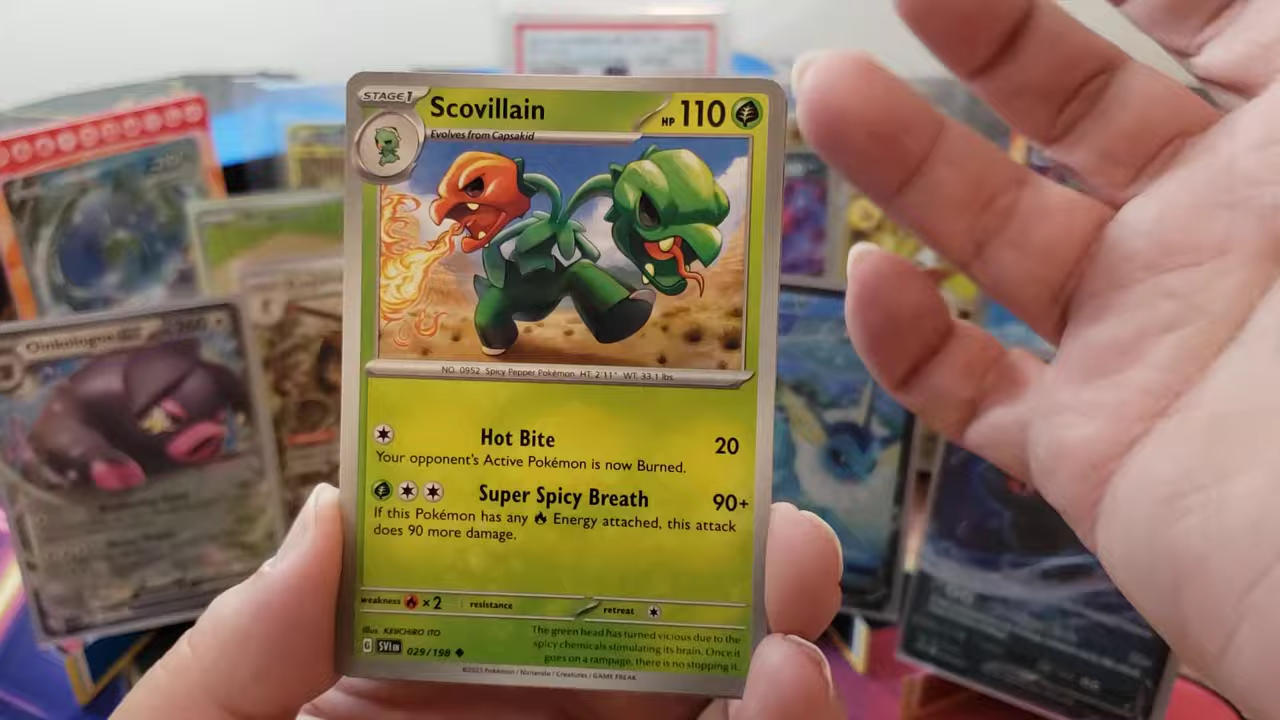 STAGE 1
Scovillain
HP 110
Evolves from Capsakid
NO. 0952 Spicy Pepper Pokémon HT: 2'11" WT: 33.1 lbs
Hot Bite 20
Your opponent's Active Pokémon is now Burned.
Super Spicy Breath 90+
If this Pokémon has any Energy attached, this attack
does 90 more damage.
weakness ×2 resistance retreat
Illus. KEIICHIRO ITO
G SVI EN 029/198
The green head has turned vicious due to the
spicy chemicals stimulating its brain. Once it
goes on a rampage, there is no stopping it.
©2023 Pokémon / Nintendo / Creatures / GAME FREAK
Oinkologne
260